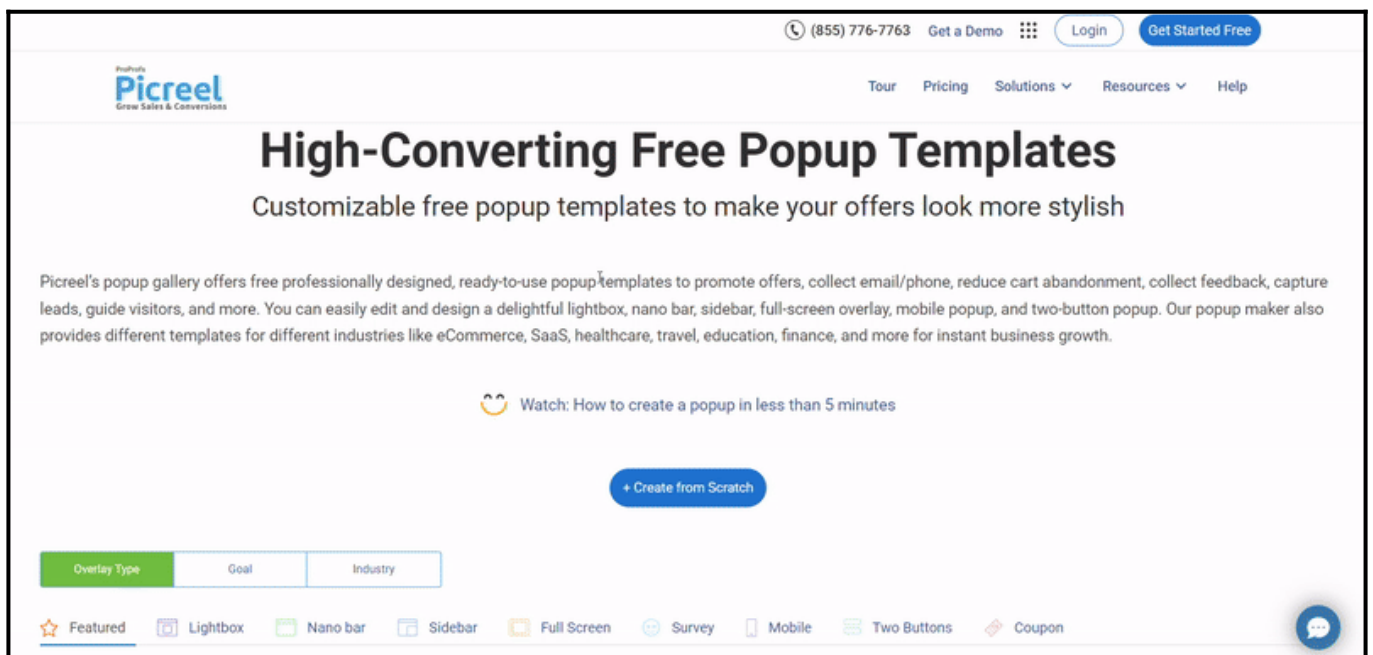 (855) 776-7763 Get a Demo Login Get Started Free
ProProfs
Picreel
Grow Sales & Conversions
Tour Pricing Solutions Resources Help
High-Converting Free Popup Templates
Customizable free popup templates to make your offers look more stylish
Picreel's popup gallery offers free professionally designed, ready-to-use popup templates to promote offers, collect email/phone, reduce cart abandonment, collect feedback, capture
leads, guide visitors, and more. You can easily edit and design a delightful lightbox, nano bar, sidebar, full-screen overlay, mobile popup, and two-button popup. Our popup maker also
provides different templates for different industries like eCommerce, SaaS, healthcare, travel, education, finance, and more for instant business growth.
Watch: How to create a popup in less than 5 minutes
+ Create from Scratch
Overlay Type Goal Industry
Featured Lightbox Nano bar Sidebar Full Screen Survey Mobile Two Buttons Coupon